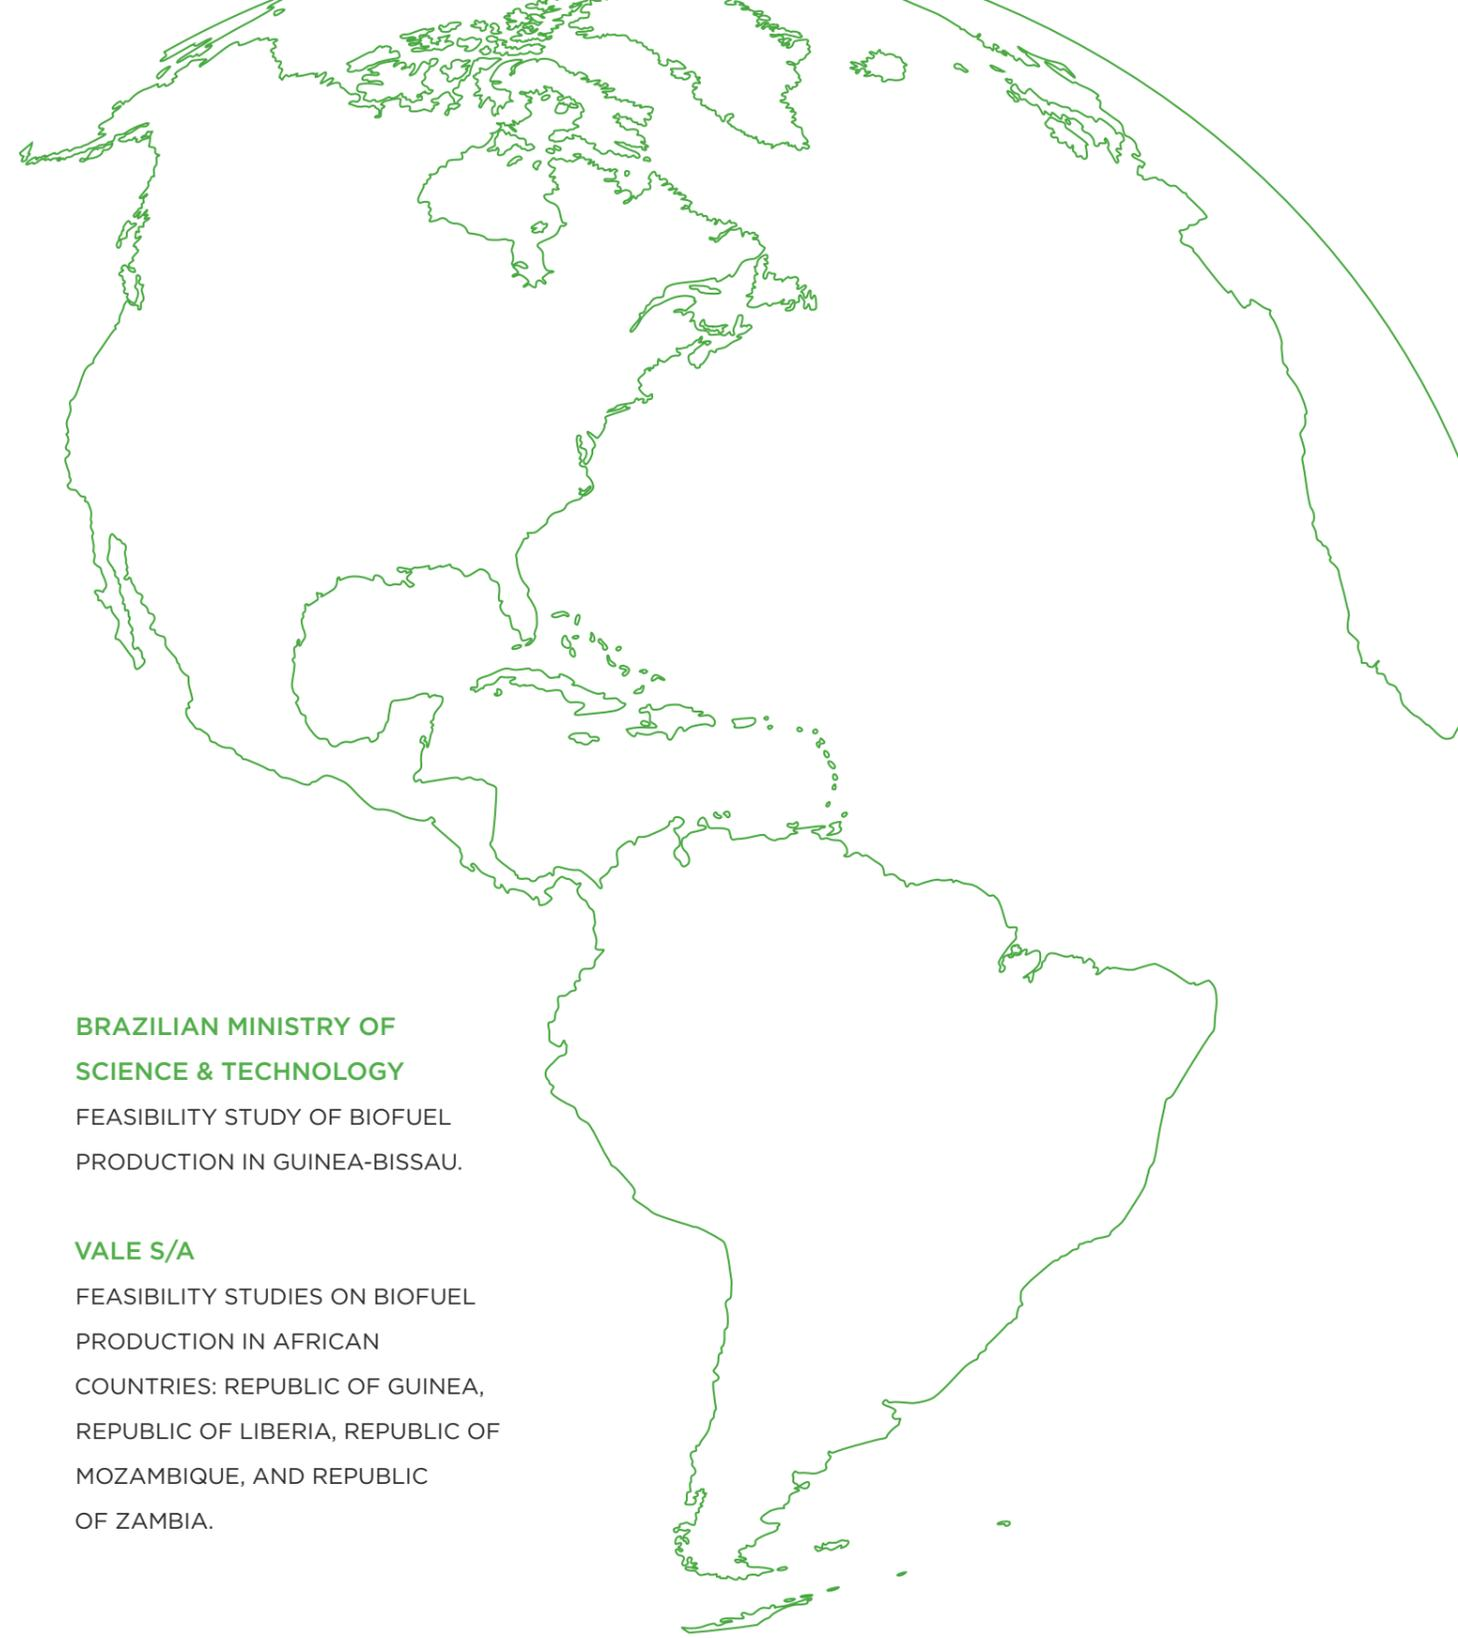 BRAZILIAN MINISTRY OF
SCIENCE & TECHNOLOGY
FEASIBILITY STUDY OF BIOFUEL
PRODUCTION IN GUINEA-BISSAU.
VALE S/A
FEASIBILITY STUDIES ON BIOFUEL
PRODUCTION IN AFRICAN
COUNTRIES: REPUBLIC OF GUINEA,
REPUBLIC OF LIBERIA, REPUBLIC OF
MOZAMBIQUE, AND REPUBLIC
OF ZAMBIA.